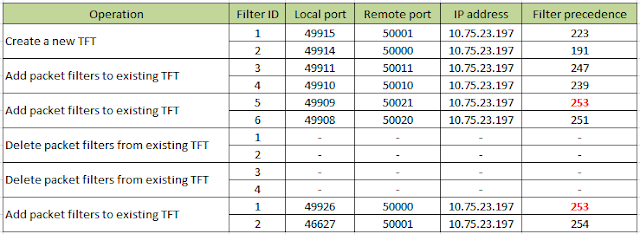 Operation Filter ID Local port Remote port IP address Filter precedence
Create a new TFT
1 49915 50001 10.75.23.197 223
2 49914 50000 10.75.23.197 191
Add packet filters to existing TFT
3 49911 50011 10.75.23.197 247
4 49910 50010 10.75.23.197 239
Add packet filters to existing TFT
5 49909 50021 10.75.23.197 253
6 49908 50020 10.75.23.197 251
Delete packet filters from existing TFT
1 - - - -
2 - - - -
Delete packet filters from existing TFT
3 - - - -
4 - - - -
Add packet filters to existing TFT
1 49926 50000 10.75.23.197 253
2 46627 50001 10.75.23.197 254